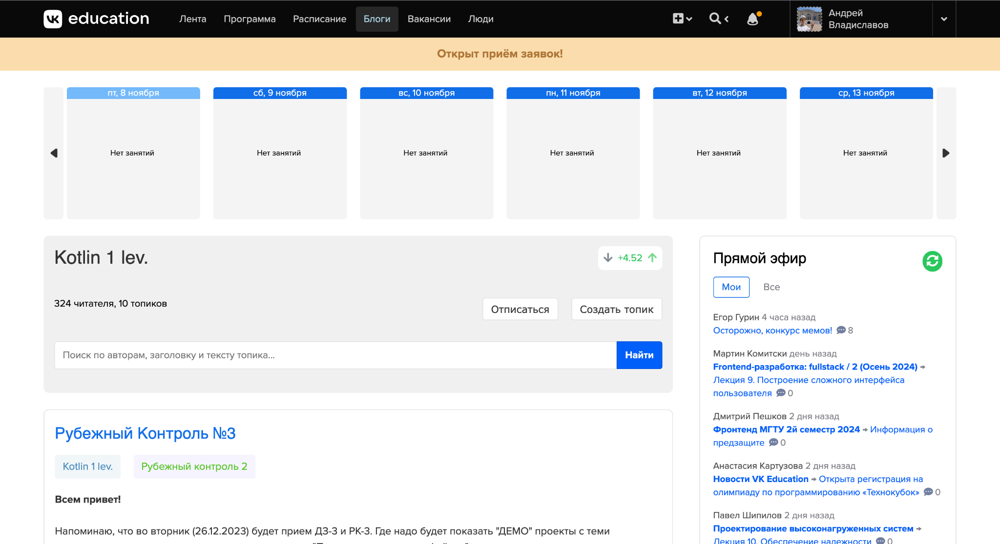 VK education
Лента
Программа
Расписание
Блоги
Вакансии
Люди
Андрей
Владиславов
Открыт приём заявок!
пт, 8 ноября
сб, 9 ноября
вс, 10 ноября
пн, 11 ноября
вт, 12 ноября
ср, 13 ноября
Нет занятий
Нет занятий
Нет занятий
Нет занятий
Нет занятий
Нет занятий
Kotlin 1 lev.
+4.52
324 читателя, 10 топиков
Отписаться
Создать топик
Поиск по авторам, заголовку и тексту топика...
Найти
Рубежный Контроль №3
Kotlin 1 lev.
Рубежный контроль 2
Всем привет!
Напоминаю, что во вторник (26.12.2023) будет прием ДЗ-3 и РК-3. Где надо будет показать "ДЕМО" проекты с теми
Прямой эфир
Мои
Все
Егор Гурин 4 часа назад
Осторожно, конкурс мемов! 8
Мартин Комитски день назад
Frontend-разработка: fullstack / 2 (Осень 2024) →
Лекция 9. Построение сложного интерфейса
пользователя 0
Дмитрий Пешков 2 дня назад
Фронтенд МГТУ 2й семестр 2024 → Информация о
предзащите 0
Анастасия Картузова 2 дня назад
Новости VK Education → Открыта регистрация на
олимпиаду по программированию «Технокубок» 0
Павел Шипилов 2 дня назад
Проектирование высоконагруженных систем →
Лекция 10. Обеспечение надежности 0